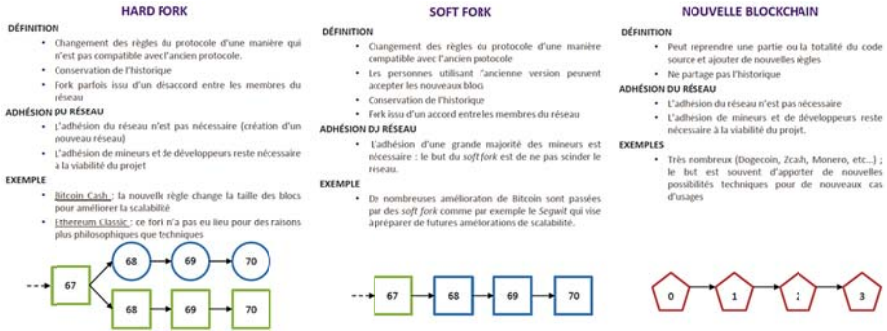 HARD FORK
DÉFINITION
• Changement des règles du protocole d'une manière qui
n'est pas compatible avec l'ancien protocole.
• Conservation de l'historique
• Fork parfois issu d'un désaccord entre les membres du
réseau
ADHÉSION DU RÉSEAU
• L'adhésion du réseau n'est pas nécessaire (création d'un
nouveau réseau)
• L'adhésion de mineurs et de développeurs reste nécessaire
à la viabilité du projet
EXEMPLE
• Bitcoin Cash : la nouvelle règle change la taille des blocs
pour améliorer la scalabilité
• Ethereum Classic : ce fork n'a pas eu lieu pour des raisons
plus philosophiques que techniques
67
68
69
70
68
69
70
SOFT FORK
DÉFINITION
• Changement des règles du protocole d'une manière
compatible avec l'ancien protocole
• Les personnes utilisant l'ancienne version peuvent
accepter les nouveaux blocs
• Conservation de l'historique
• Fork issu d'un accord entre les membres du réseau
ADHÉSION DU RÉSEAU
• L'adhésion d'une grande majorité des mineurs est
nécessaire : le but du soft fork est de ne pas scinder le
réseau.
EXEMPLE
• De nombreuses amélioration de Bitcoin sont passées
par des soft fork comme par exemple le Segwit qui vise
à préparer de futures améliorations de scalabilité.
67
68
69
70
NOUVELLE BLOCKCHAIN
DÉFINITION
• Peut reprendre une partie ou la totalité du code
source et ajouter de nouvelles règles
• Ne partage pas l'historique
ADHÉSION DU RÉSEAU
• L'adhésion du réseau n'est pas nécessaire
• L'adhésion de mineurs et de développeurs reste
nécessaire à la viabilité du projet.
EXEMPLES
• Très nombreux (Dogecoin, Zcash, Monero, etc...) ;
le but est souvent d'apporter de nouvelles
possibilités techniques pour de nouveaux cas
d'usages
0
1
2
3